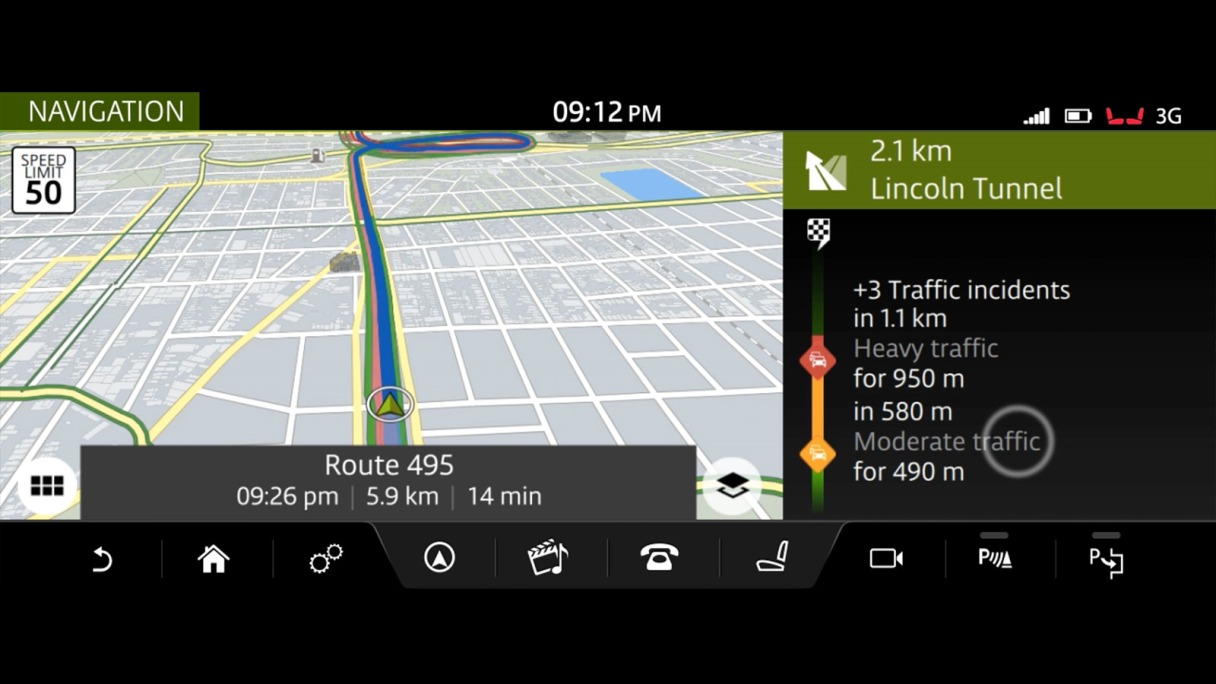 NAVIGATION
09:12 PM
3G
SPEED
LIMIT
50
2.1 km
Lincoln Tunnel
+3 Traffic incidents
in 1.1 km
Heavy traffic
for 950 m
in 580 m
Moderate traffic
for 490 m
Route 495
09:26 pm | 5.9 km | 14 min
P
P